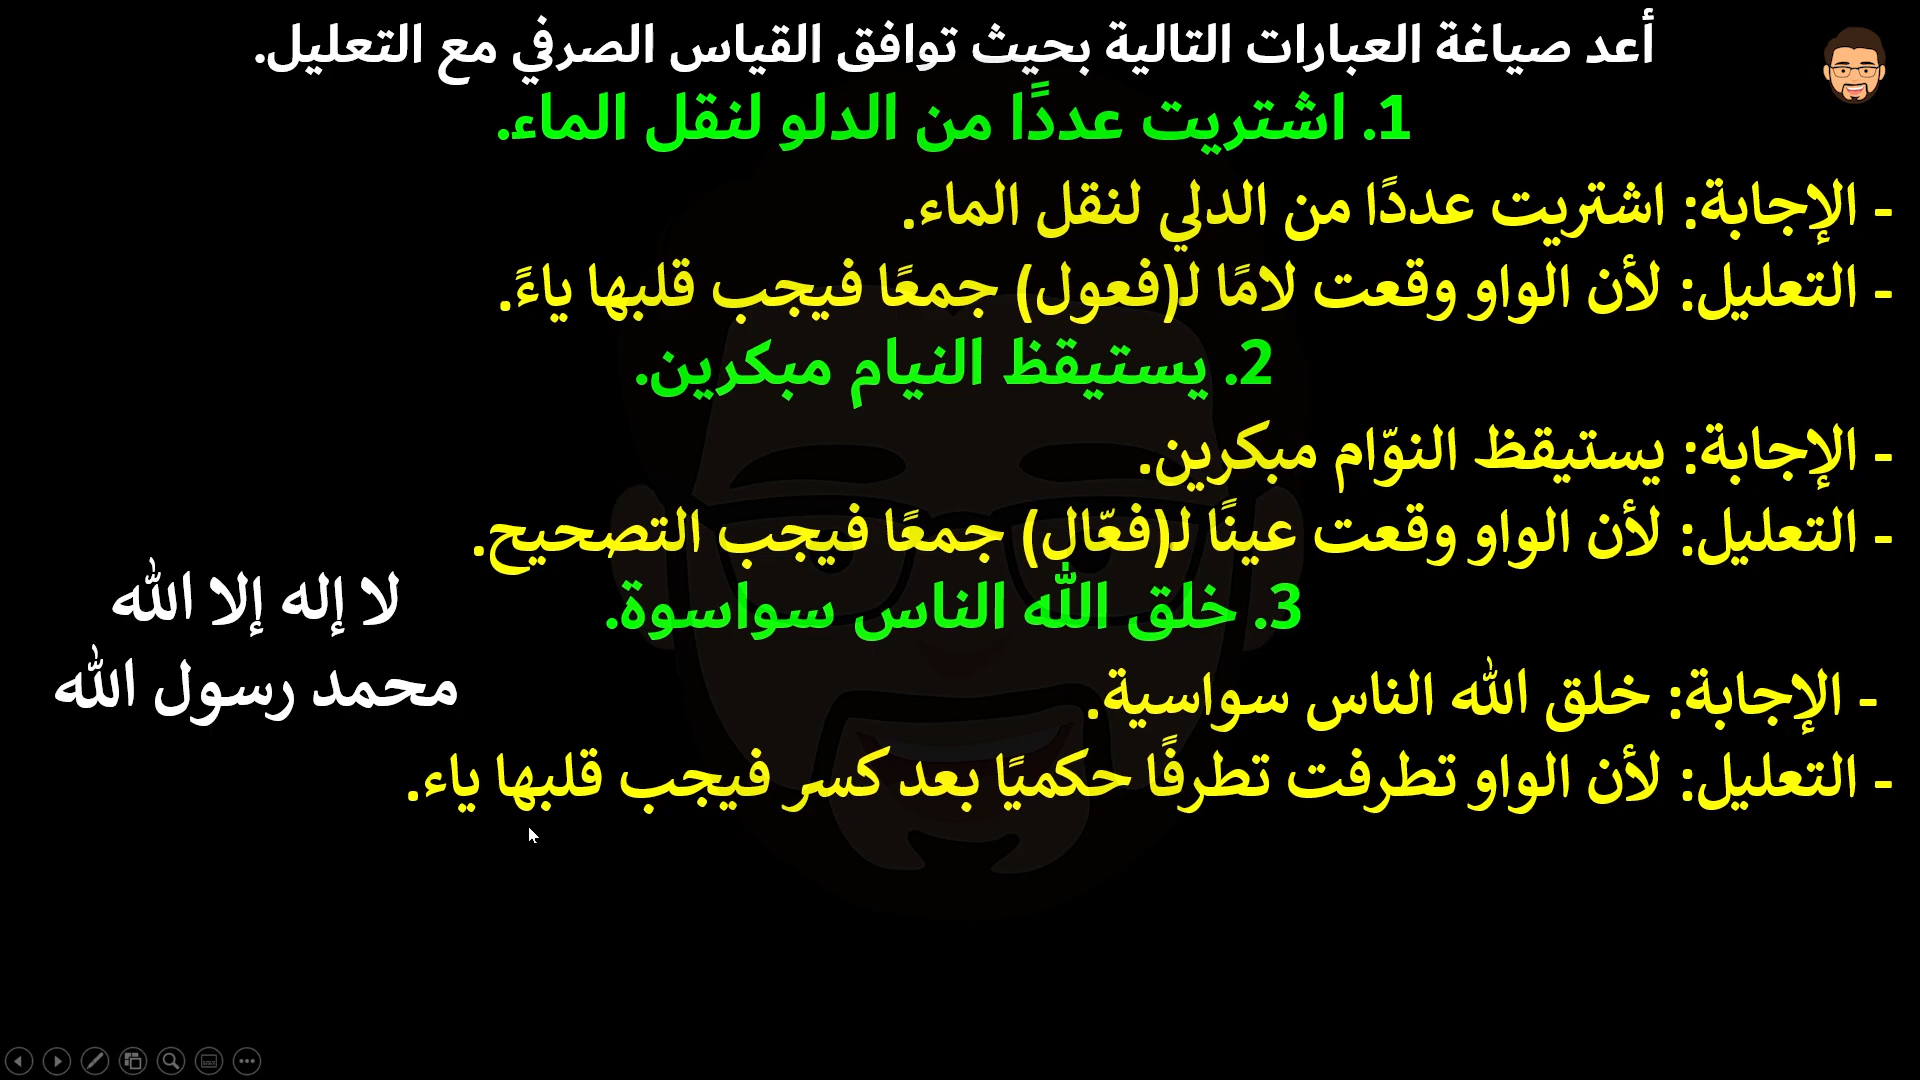 أعد صياغة العبارات التالية بحيث توافق القياس الصرفي مع التعليل.
1. اشتريت عددًا من الدلو لنقل الماء.
- الإجابة: اشتريت عددًا من الدلي لنقل الماء.
- التعليل: لأن الواو وقعت لامًا لـ(فعول) جمعًا فيجب قلبها ياءً.
2. يستيقظ النيام مبكرين.
- الإجابة: يستيقظ النوّام مبكرين.
- التعليل: لأن الواو وقعت عينًا لـ(فعّال) جمعًا فيجب التصحيح.
3. خلق الله الناس سواسوة.
- الإجابة: خلق الله الناس سواسية.
- التعليل: لأن الواو تطرفت تطرفًا حكميًا بعد كسر فيجب قلبها ياء.
لا إله إلا الله
محمد رسول الله